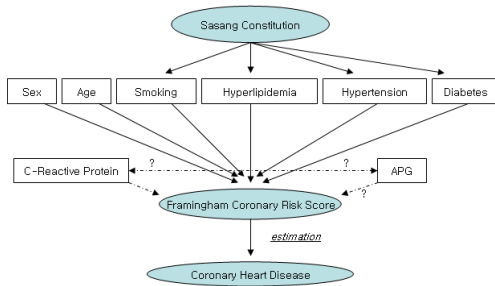 Sasang Constitution
Sex Age Smoking Hyperlipidemia Hypertension Diabetes
? ?
C-Reactive Protein APG
?
Framingham Coronary Risk Score
estimation
Coronary Heart Disease